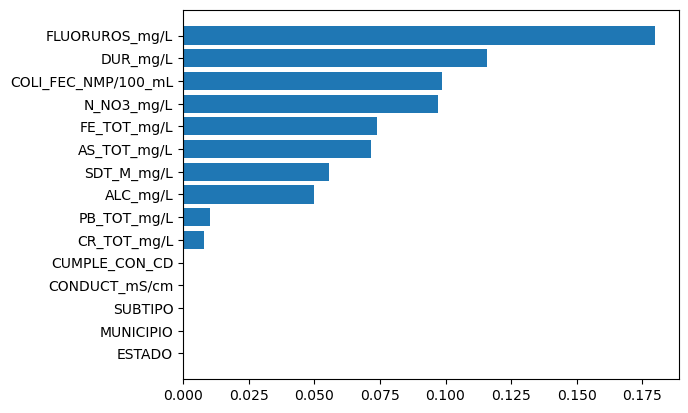 FLUORUROS_mg/L
DUR_mg/L
COLI_FEC_NMP/100_mL
N_NO3_mg/L
FE_TOT_mg/L
AS_TOT_mg/L
SDT_M_mg/L
ALC_mg/L
PB_TOT_mg/L
CR_TOT_mg/L
CUMPLE_CON_CD
CONDUCT_mS/cm
SUBTIPO
MUNICIPIO
ESTADO
0.000 0.025 0.050 0.075 0.100 0.125 0.150 0.175